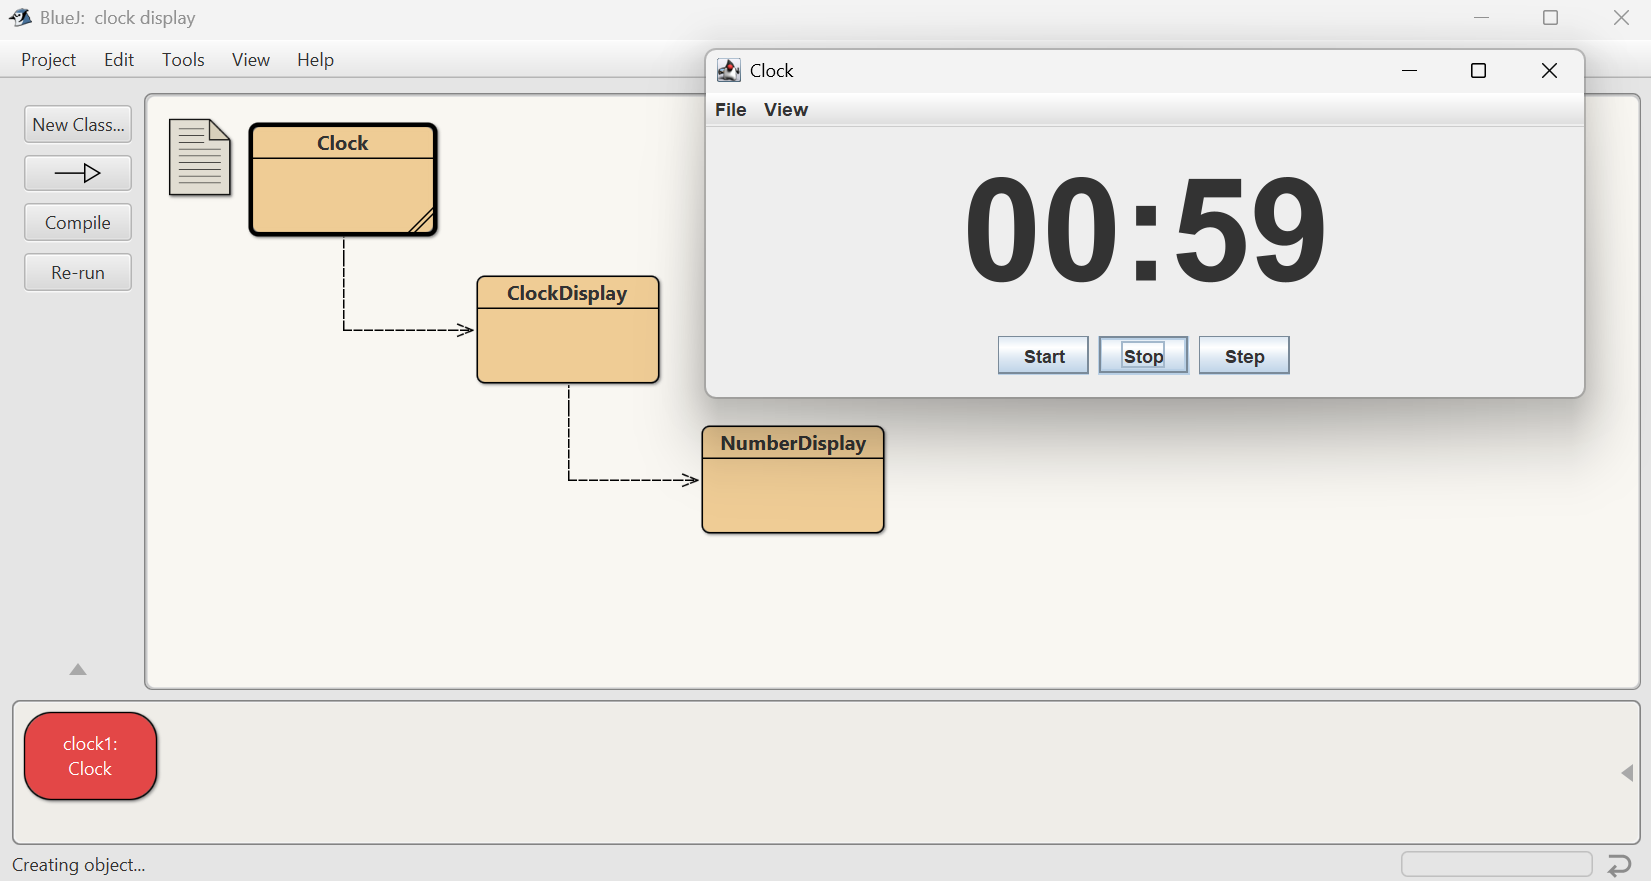 BlueJ: clock display
Project Edit Tools View Help
New Class...
Compile
Re-run
Clock
ClockDisplay
NumberDisplay
Clock
File View
00:59
Start Stop Step
clock1:
Clock
Creating object...